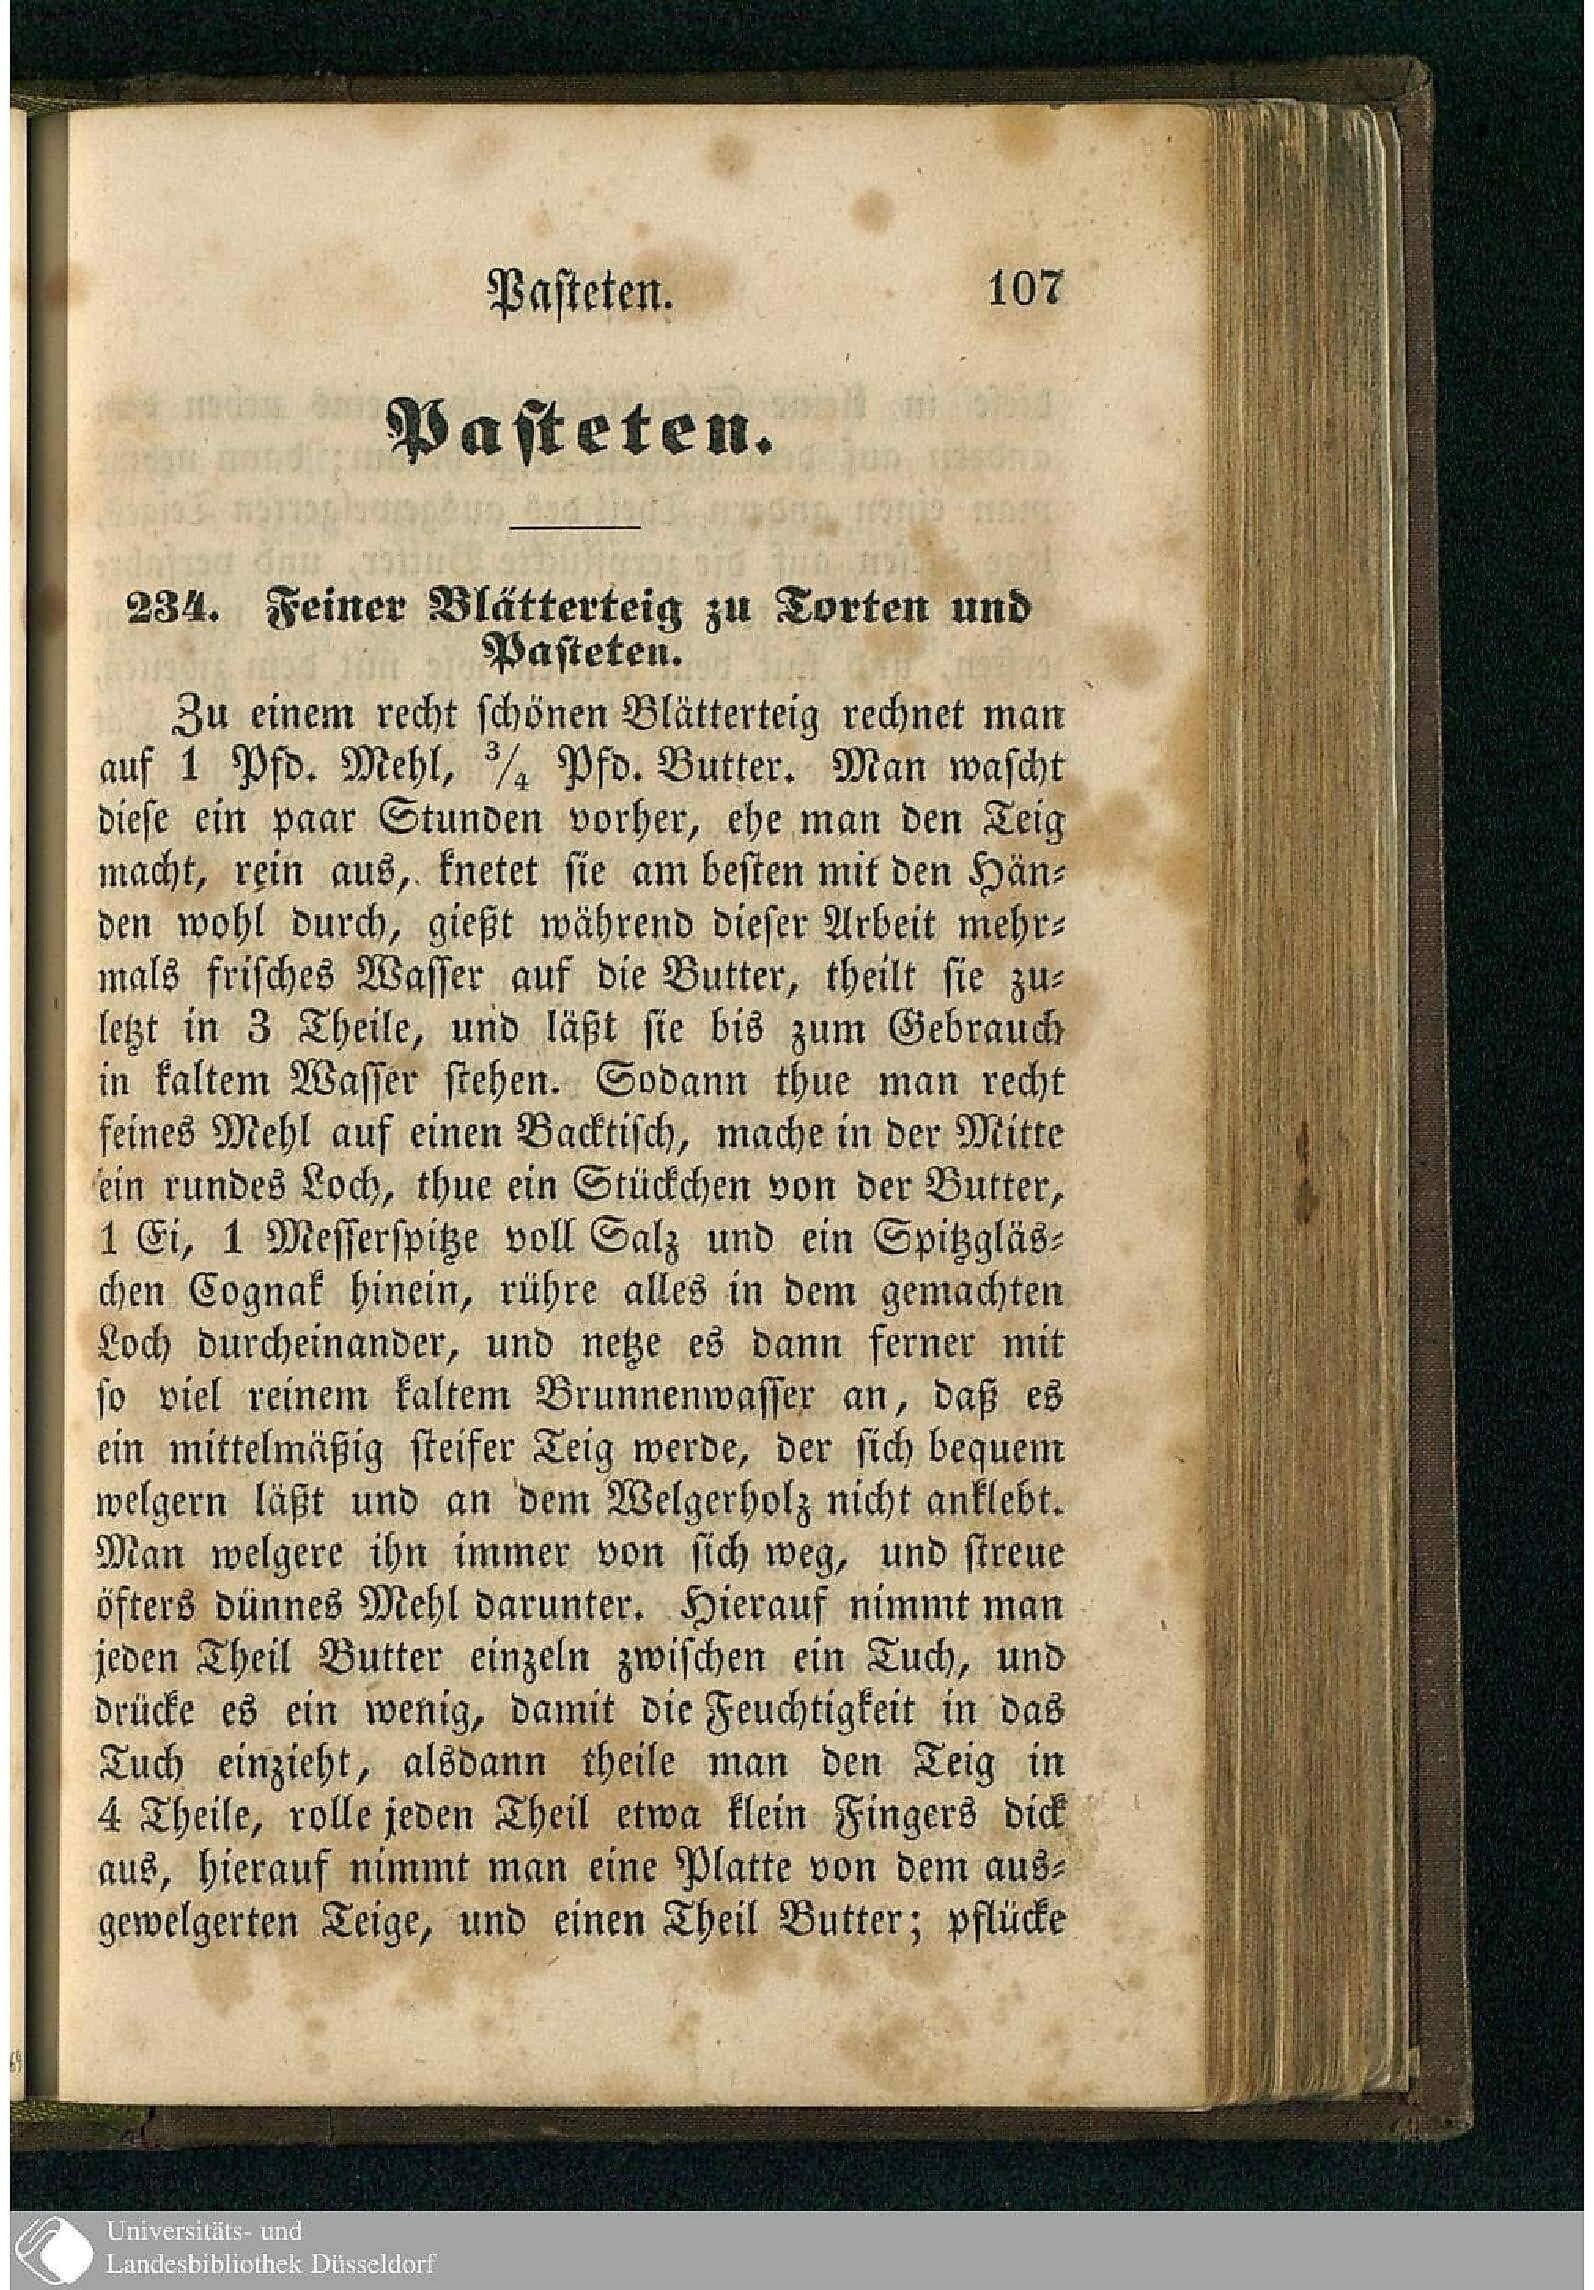 Pasteten. 107
Pasteten.
234. Feiner Blätterteig zu Torten und
Pasteten.
Zu einem recht schönen Blätterteig rechnet man
auf 1 Pfd. Mehl, 3/4 Pfd. Butter. Man wascht
diese ein paar Stunden vorher, ehe man den Teig
macht, rein aus, knetet sie am besten mit den Hän-
den wohl durch, gießt während dieser Arbeit mehr-
mals frisches Wasser auf die Butter, theilt sie zu-
letzt in 3 Theile, und läßt sie bis zum Gebrauch
in kaltem Wasser stehen. Sodann thue man recht
feines Mehl auf einen Backtisch, mache in der Mitte
ein rundes Loch, thue ein Stückchen von der Butter,
1 Ei, 1 Messerspitze voll Salz und ein Spitzgläs-
chen Cognak hinein, rühre alles in dem gemachten
Loch durcheinander, und netze es dann ferner mit
so viel reinem kaltem Brunnenwasser an, daß es
ein mittelmäßig steifer Teig werde, der sich bequem
welgern läßt und an dem Welgerholz nicht anklebt.
Man welgere ihn immer von sich weg, und streue
öfters dünnes Mehl darunter. Hierauf nimmt man
jeden Theil Butter einzeln zwischen ein Tuch, und
drücke es ein wenig, damit die Feuchtigkeit in das
Tuch einzieht, alsdann theile man den Teig in
4 Theile, rolle jeden Theil etwa klein Fingers dick
aus, hierauf nimmt man eine Platte von dem aus-
gewelgerten Teige, und einen Theil Butter; pflücke
Universitäts- und
Landesbibliothek Düsseldorf